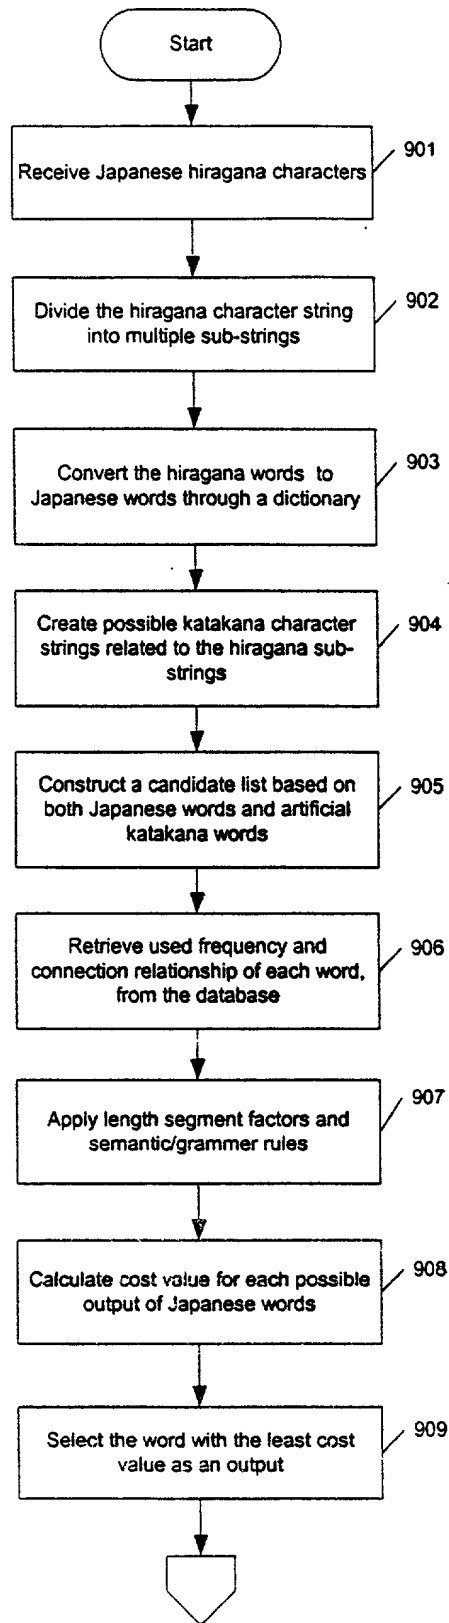 Start
Receive Japanese hiragana characters
901
Divide the hiragana character string
into multiple sub-strings
902
Convert the hiragana words to
Japanese words through a dictionary
903
Create possible katakana character
strings related to the hiragana sub-
strings
904
Construct a candidate list based on
both Japanese words and artificial
katakana words
905
Retrieve used frequency and
connection relationship of each word,
from the database
906
Apply length segment factors and
semantic/grammer rules
907
Calculate cost value for each possible
output of Japanese words
908
Select the word with the least cost
value as an output
909